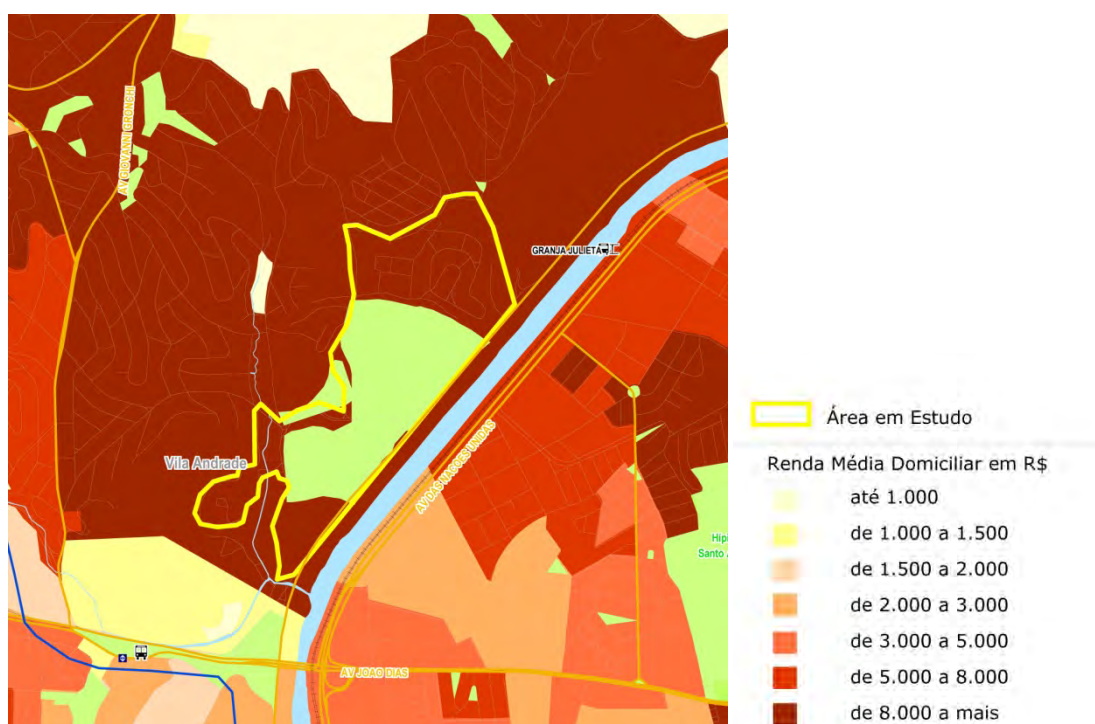 AV GIOVANNI GRONCHI
GRANJA JULIETA
AV DAS NACOES UNIDAS
Vila Andrade
Santo
AV JOAO DIAS
Área em Estudo
Renda Média Domiciliar em R$
até 1.000
de 1.000 a 1.500
de 1.500 a 2.000
de 2.000 a 3.000
de 3.000 a 5.000
de 5.000 a 8.000
de 8.000 a mais